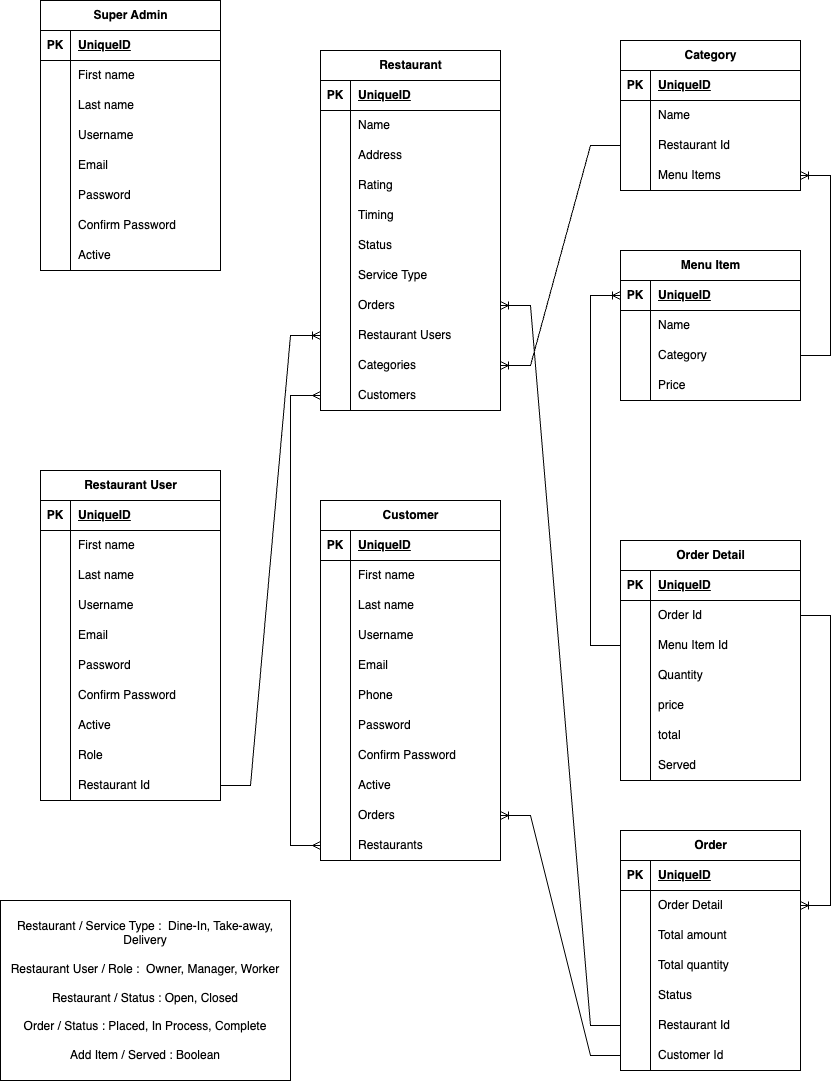 Super Admin
PK UniqueID
First name
Last name
Username
Email
Password
Confirm Password
Active
Restaurant
PK UniqueID
Name
Address
Rating
Timing
Status
Service Type
Orders
Restaurant Users
Categories
Customers
Category
PK UniqueID
Name
Restaurant Id
Menu Items
Menu Item
PK UniqueID
Name
Category
Price
Restaurant User
PK UniqueID
First name
Last name
Username
Email
Password
Confirm Password
Active
Role
Restaurant Id
Customer
PK UniqueID
First name
Last name
Username
Email
Phone
Password
Confirm Password
Active
Orders
Restaurants
Order Detail
PK UniqueID
Order Id
Menu Item Id
Quantity
price
total
Served
Order
PK UniqueID
Order Detail
Total amount
Total quantity
Status
Restaurant Id
Customer Id
Restaurant / Service Type : Dine-In, Take-away,
Delivery
Restaurant User / Role : Owner, Manager, Worker
Restaurant / Status : Open, Closed
Order / Status : Placed, In Process, Complete
Add Item / Served : Boolean